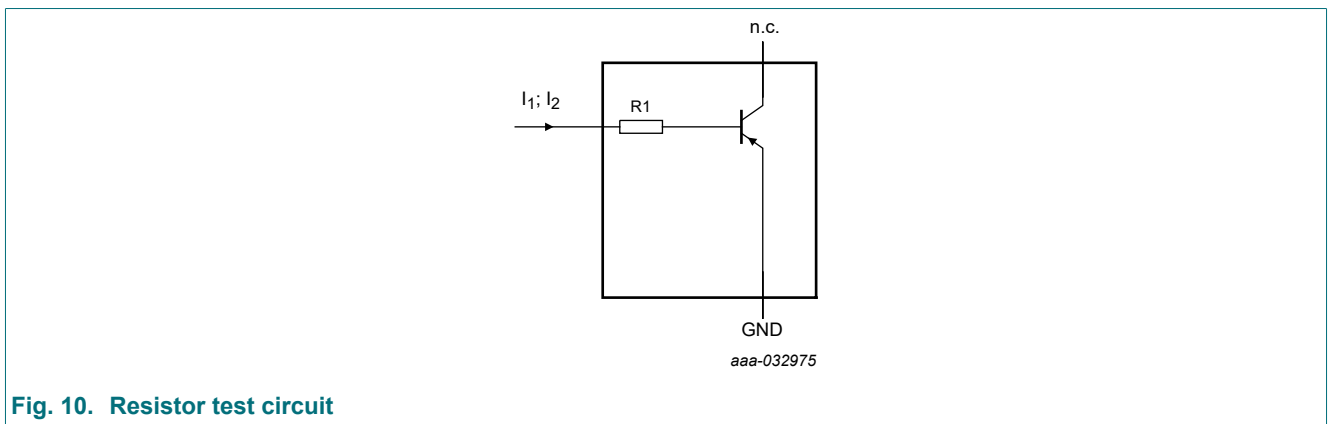 n.c.
I1; I2
R1
GND
aaa-032975
Fig. 10. Resistor test circuit